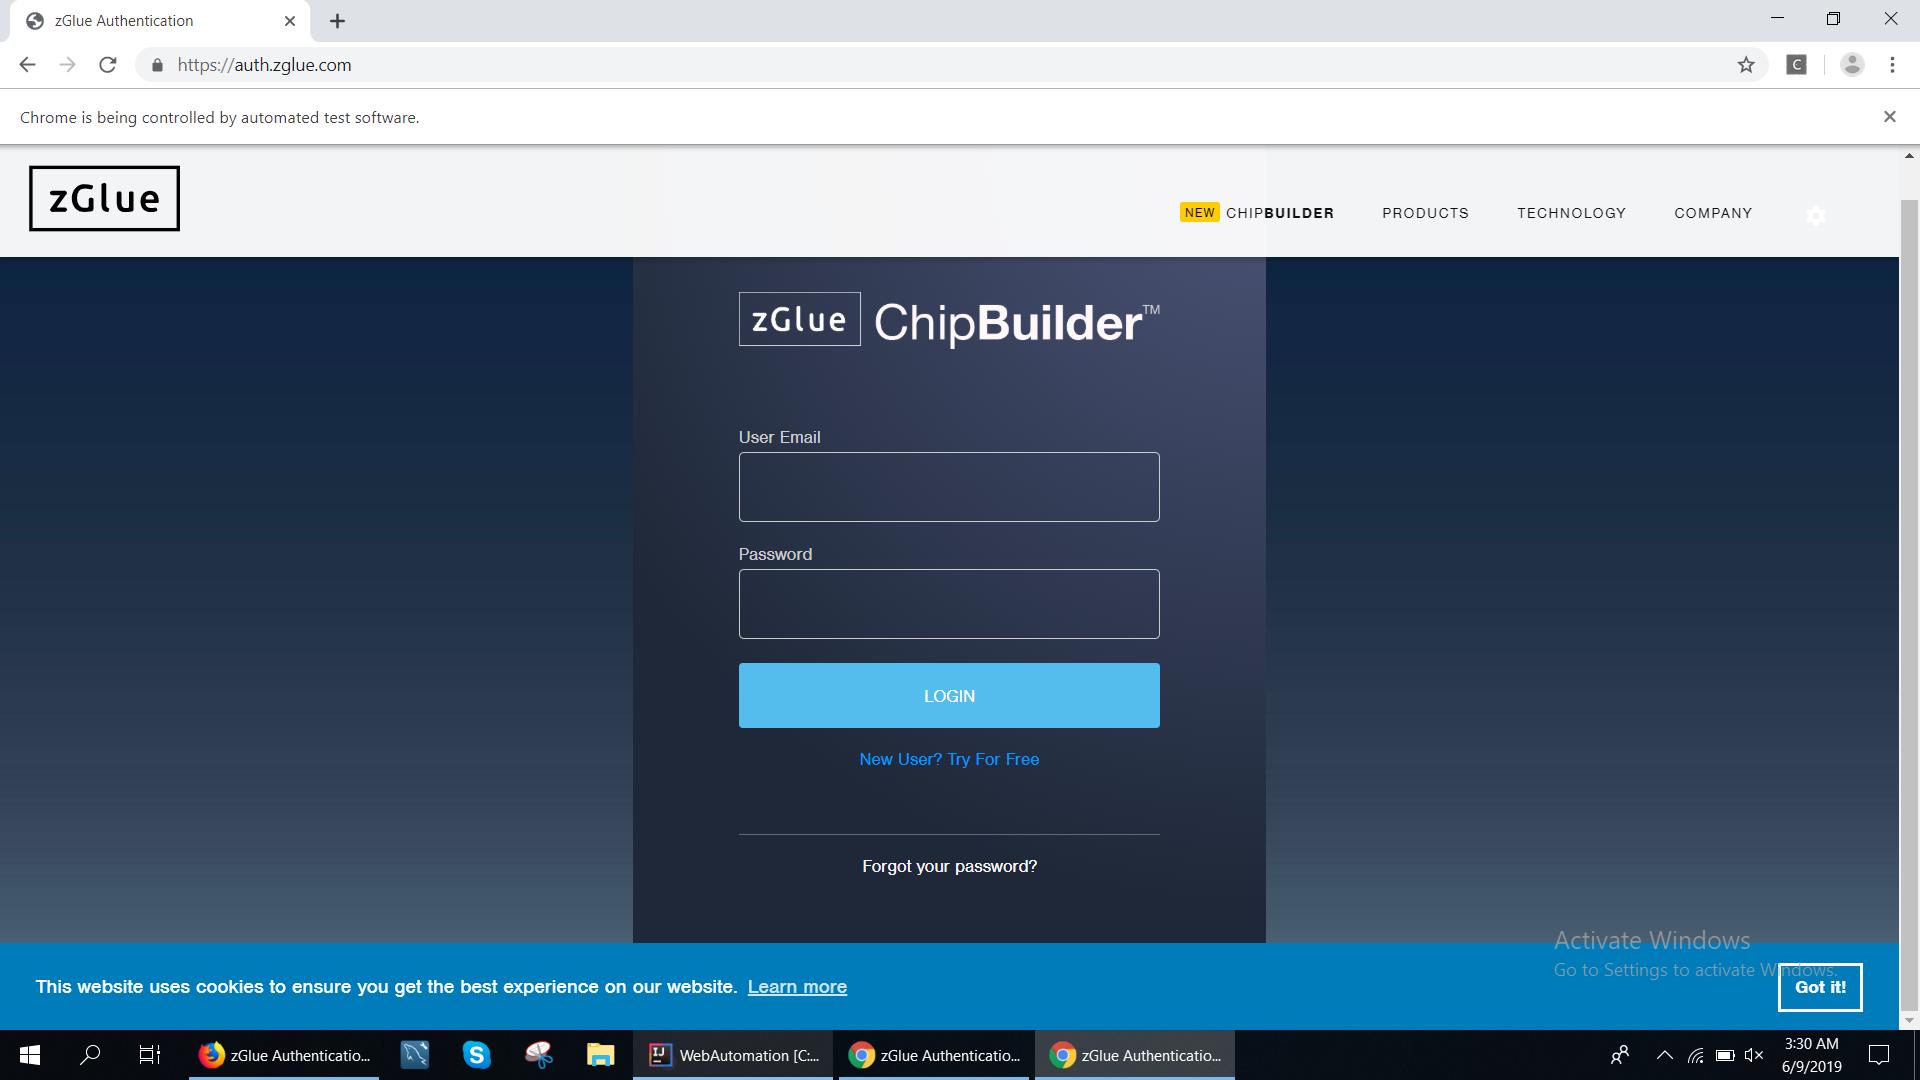 zGlue Authentication
https://auth.zglue.com
C
Chrome is being controlled by automated test software.
zGlue
NEW CHIPBUILDER PRODUCTS TECHNOLOGY COMPANY
zGlue ChipBuilder™
User Email
Password
LOGIN
New User? Try For Free
Forgot your password?
Activate Windows
Go to Settings to activate Windows.
This website uses cookies to ensure you get the best experience on our website. Learn more
Got it!
zGlue Authenticatio... S IJ WebAutomation [C:... zGlue Authenticatio... zGlue Authenticatio...
3:30 AM
6/9/2019